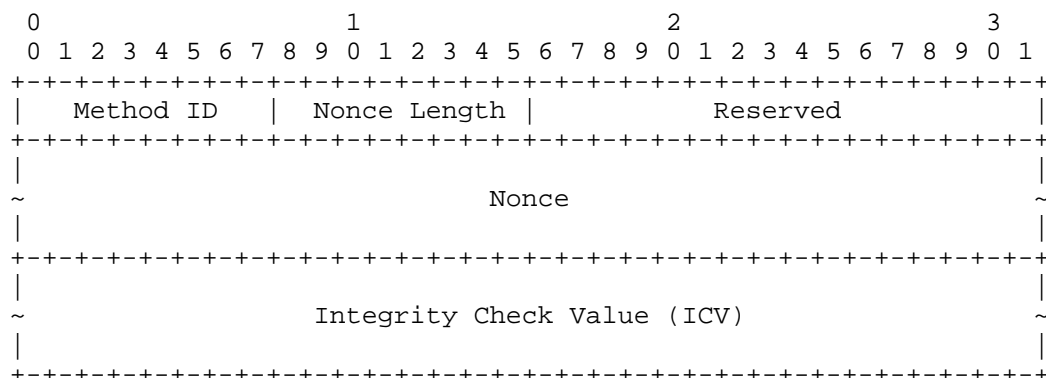 0                   1                   2                   3
 0 1 2 3 4 5 6 7 8 9 0 1 2 3 4 5 6 7 8 9 0 1 2 3 4 5 6 7 8 9 0 1
+-+-+-+-+-+-+-+-+-+-+-+-+-+-+-+-+-+-+-+-+-+-+-+-+-+-+-+-+-+-+-+-+
|   Method ID   |  Nonce Length |           Reserved            |
+-+-+-+-+-+-+-+-+-+-+-+-+-+-+-+-+-+-+-+-+-+-+-+-+-+-+-+-+-+-+-+-+
|                                                               |
~                             Nonce                             ~
|                                                               |
+-+-+-+-+-+-+-+-+-+-+-+-+-+-+-+-+-+-+-+-+-+-+-+-+-+-+-+-+-+-+-+-+
|                                                               |
~                  Integrity Check Value (ICV)                  ~
|                                                               |
+-+-+-+-+-+-+-+-+-+-+-+-+-+-+-+-+-+-+-+-+-+-+-+-+-+-+-+-+-+-+-+-+